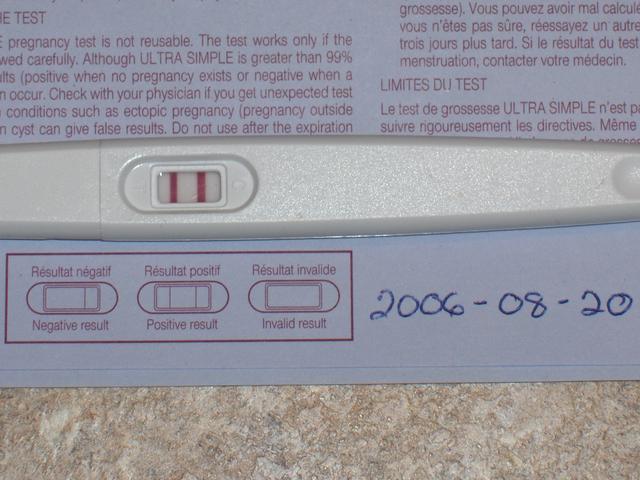 HE TEST
pregnancy test is not reusable. The test works only if the
wed carefully. Although ULTRA SIMPLE is greater than 99%
lts (positive when no pregnancy exists or negative when a
n occur. Check with your physician if you get unexpected test
conditions such as ectopic pregnancy (pregnancy outside
n cyst can give false results. Do not use after the expiration
grossesse). Vous pouvez avoir mal calculé
vous n'êtes pas sûre, réessayez un autre
trois jours plus tard. Si le résultat du test
menstruation, contacter votre médecin.
LIMITES DU TEST
Le test de grossesse ULTRA SIMPLE n'est pa
suivre rigoureusement les directives. Même
Résultat négatif
Negative result
Résultat positif
Positive result
Résultat invalide
Invalid result
2006-08-20